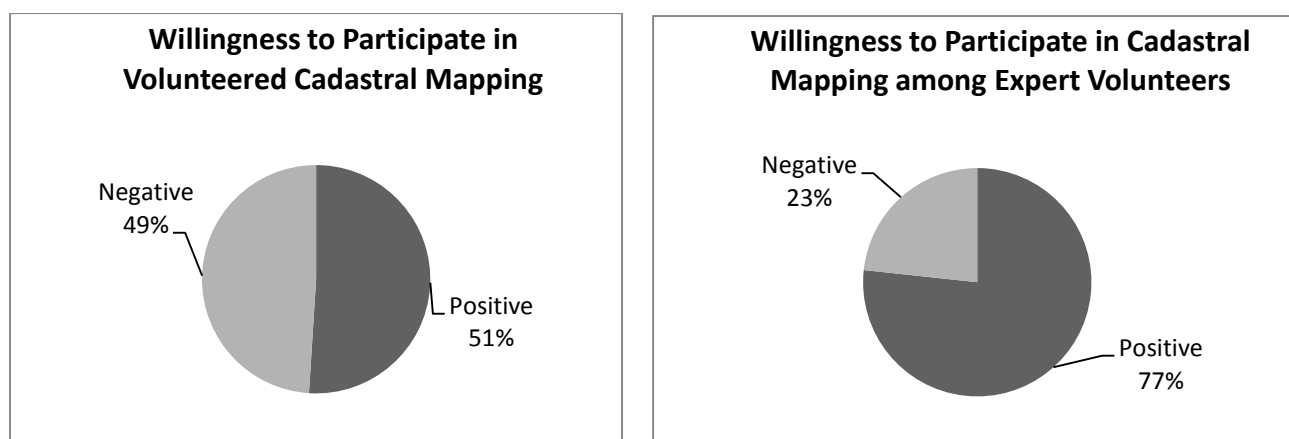 Willingness to Participate in
Volunteered Cadastral Mapping
Negative
49%
Positive
51%
Willingness to Participate in Cadastral
Mapping among Expert Volunteers
Negative
23%
Positive
77%